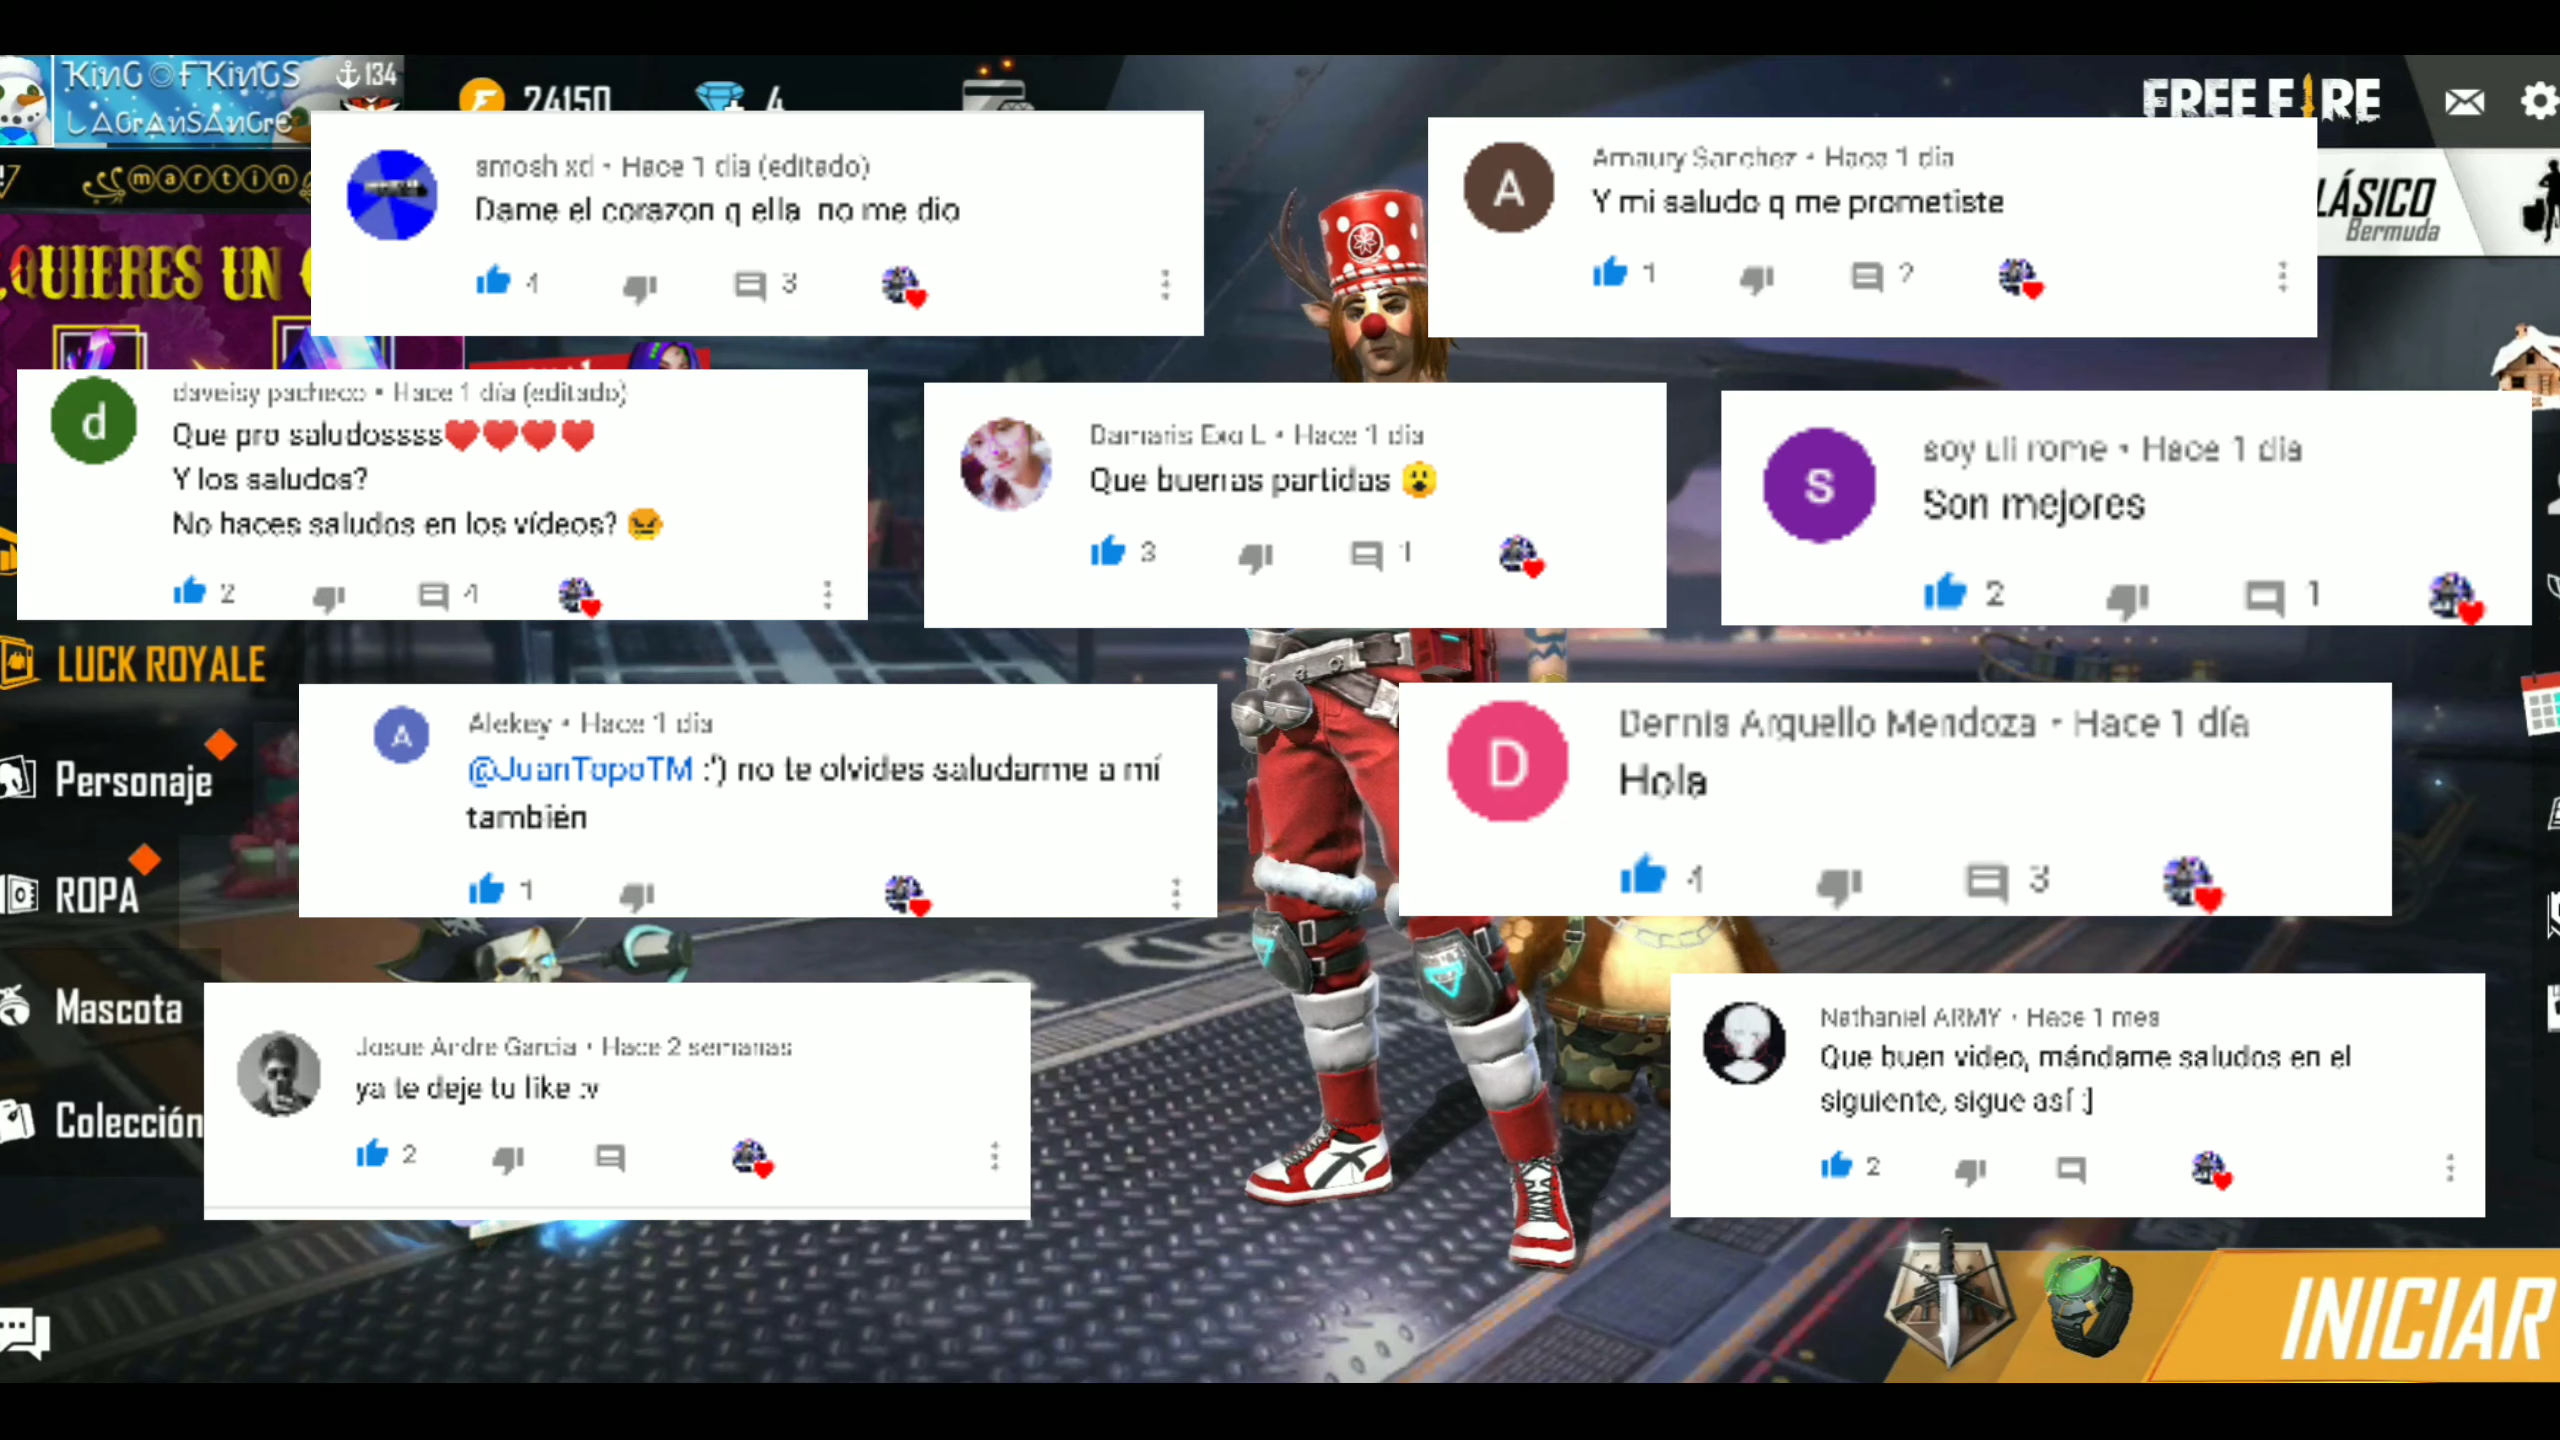 KinG OF KinGS
LAGrAnSAnGrE
134
24150
4
FREE FIRE
martin
smosh xd • Hace 1 día (editado)
Dame el corazon q ella no me dio
4 3
Amaury Sanchez • Hace 1 día
Y mi saludo q me prometiste
1 2
LÁSICO
Bermuda
¿QUIERES UN
daveisy pacheco • Hace 1 día (editado)
Que pro saludossss❤️❤️❤️❤️
Y los saludos?
No haces saludos en los vídeos? 😠
2 4
Damaris Exo L • Hace 1 día
Que buenas partidas 😮
3 1
soy uli rome • Hace 1 día
Son mejores
2 1
LUCK ROYALE
Personaje
ROPA
Mascota
Colección
Alekey • Hace 1 día
@JuanTopoTM :') no te olvides saludarme a mí
también
1
Dennis Arguello Mendoza • Hace 1 día
Hola
4 3
Josue Andre Garcia • Hace 2 semanas
ya te deje tu like :v
2
Nathaniel ARMY • Hace 1 mes
Que buen video, mándame saludos en el
siguiente, sigue así :]
2
INICIAR